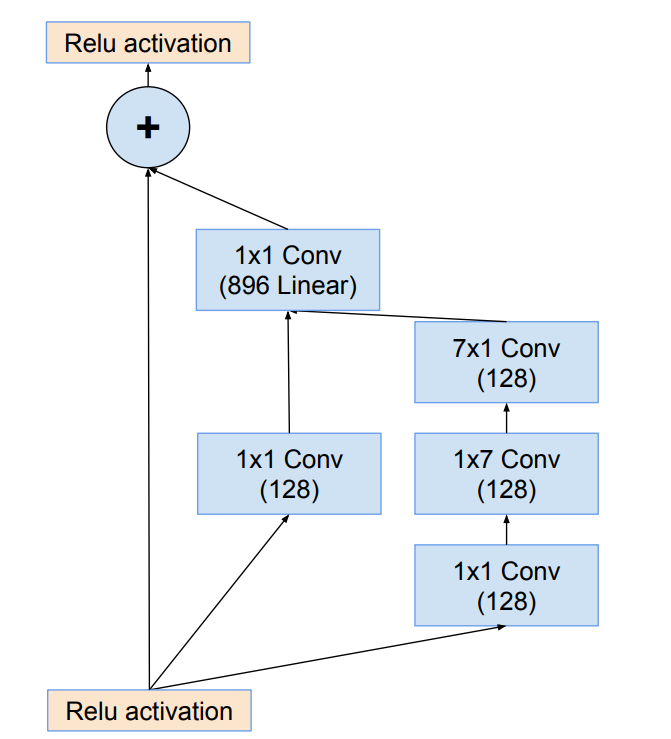 Relu activation
+
1x1 Conv
(896 Linear)
7x1 Conv
(128)
1x1 Conv
(128)
1x7 Conv
(128)
1x1 Conv
(128)
Relu activation